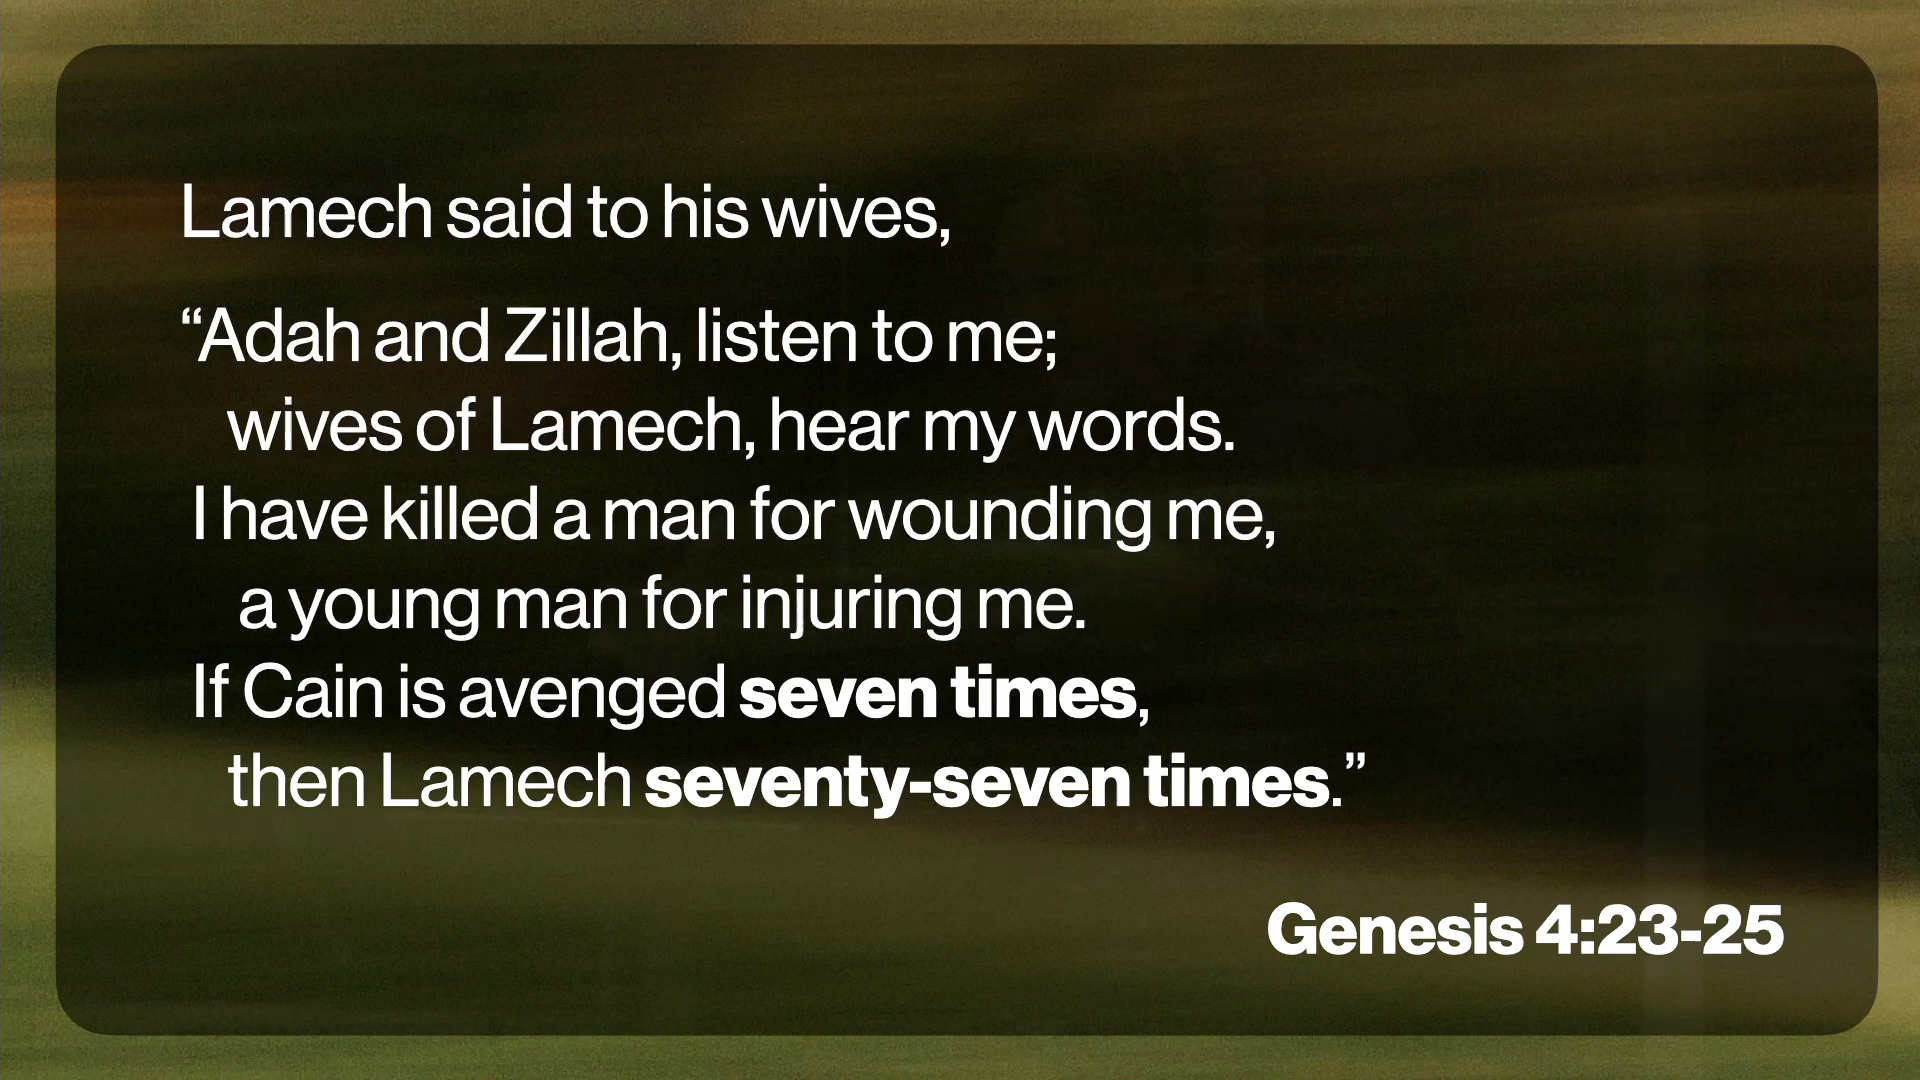 Lamech said to his wives,
“Adah and Zillah, listen to me;
wives of Lamech, hear my words.
I have killed a man for wounding me,
a young man for injuring me.
If Cain is avenged seven times,
then Lamech seventy-seven times.”
Genesis 4:23-25